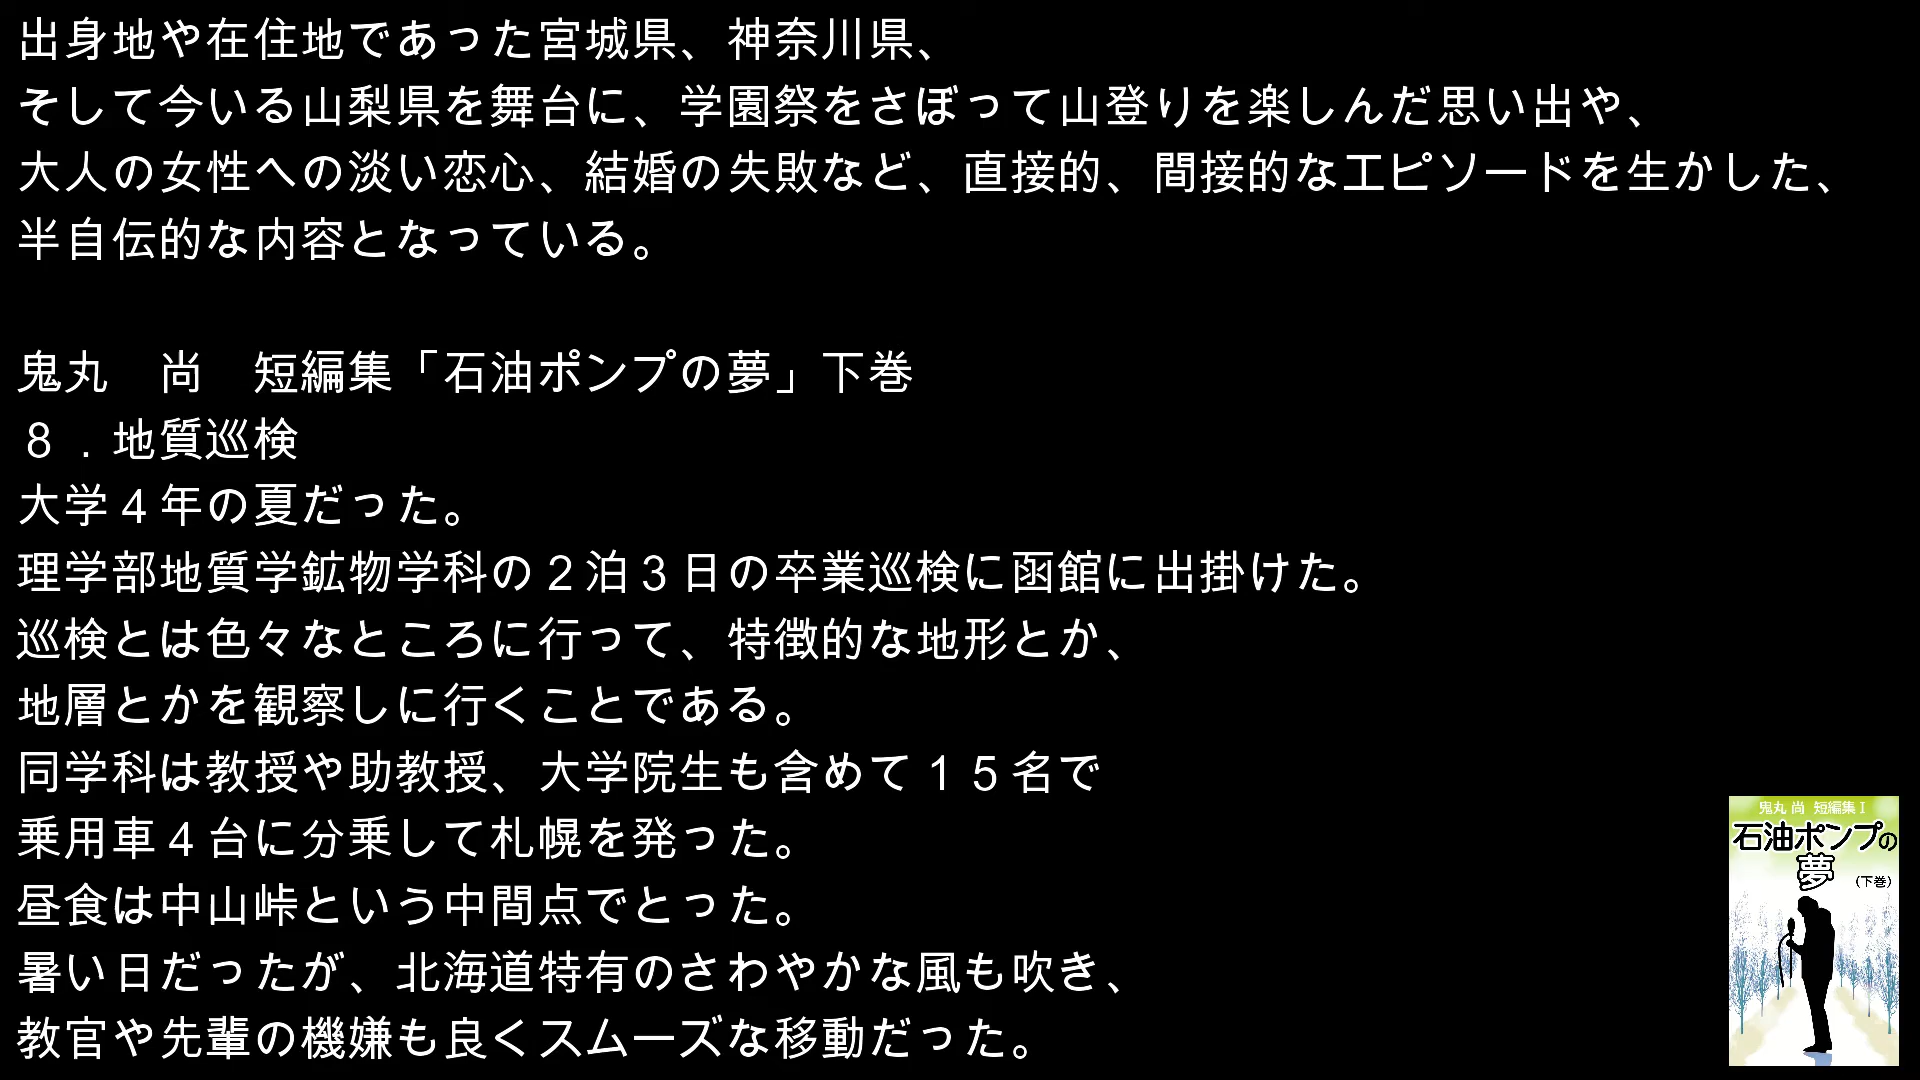 出身地や在住地であった宮城県、神奈川県、
そして今いる山梨県を舞台に、学園祭をさぼって山登りを楽しんだ思い出や、
大人の女性への淡い恋心、結婚の失敗など、直接的、間接的なエピソードを生かした、
半自伝的な内容となっている。
鬼丸　尚　短編集「石油ポンプの夢」下巻
８．地質巡検
大学４年の夏だった。
理学部地質学鉱物学科の２泊３日の卒業巡検に函館に出掛けた。
巡検とは色々なところに行って、特徴的な地形とか、
地層とかを観察しに行くことである。
同学科は教授や助教授、大学院生も含めて１５名で
乗用車４台に分乗して札幌を発った。
昼食は中山峠という中間点でとった。
暑い日だったが、北海道特有のさわやかな風も吹き、
教官や先輩の機嫌も良くスムーズな移動だった。
鬼丸 尚 短編集Ⅰ
石油ポンプの
夢
（下巻）